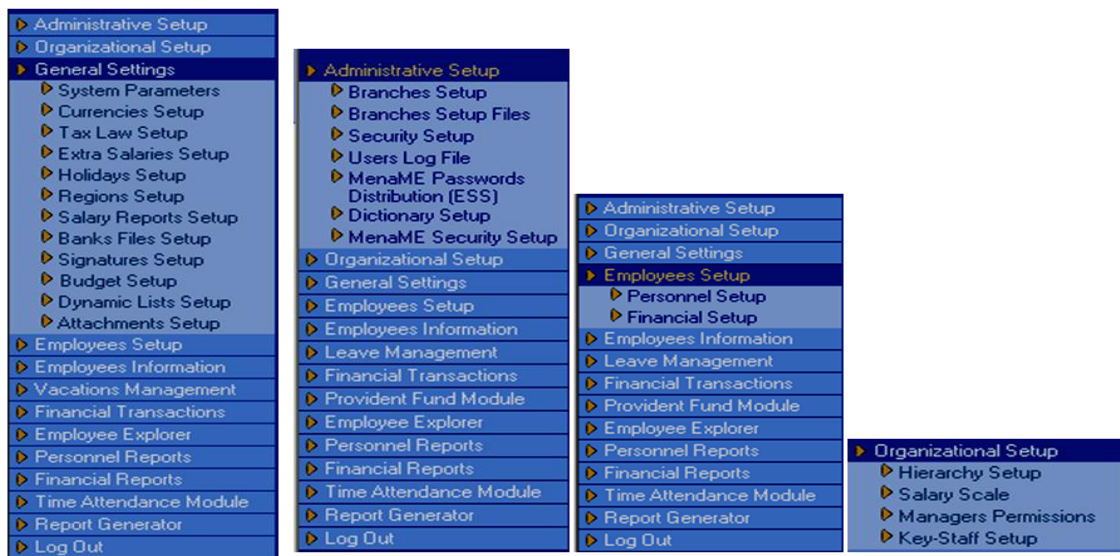 Administrative Setup
Organizational Setup
General Settings
System Parameters
Currencies Setup
Tax Law Setup
Extra Salaries Setup
Holidays Setup
Regions Setup
Salary Reports Setup
Banks Files Setup
Signatures Setup
Budget Setup
Dynamic Lists Setup
Attachments Setup
Employees Setup
Employees Information
Vacations Management
Financial Transactions
Employee Explorer
Personnel Reports
Financial Reports
Time Attendance Module
Report Generator
Log Out
Administrative Setup
Branches Setup
Branches Setup Files
Security Setup
Users Log File
MenaME Passwords
Distribution (ESS)
Dictionary Setup
MenaME Security Setup
Organizational Setup
General Settings
Employees Setup
Employees Information
Leave Management
Financial Transactions
Provident Fund Module
Employee Explorer
Personnel Reports
Financial Reports
Time Attendance Module
Report Generator
Log Out
Administrative Setup
Organizational Setup
General Settings
Employees Setup
Personnel Setup
Financial Setup
Employees Information
Leave Management
Financial Transactions
Provident Fund Module
Employee Explorer
Personnel Reports
Financial Reports
Time Attendance Module
Report Generator
Log Out
Organizational Setup
Hierarchy Setup
Salary Scale
Managers Permissions
Key-Staff Setup